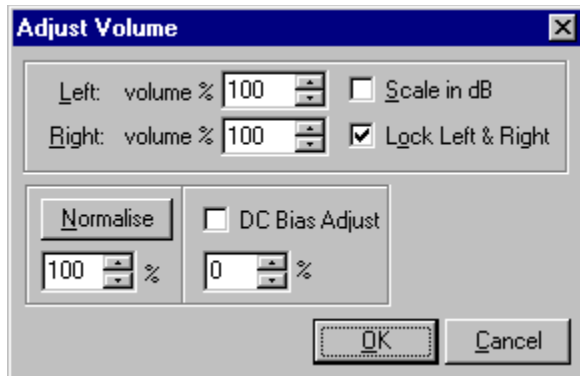 Adjust Volume
Left: volume % 100 Scale in dB
Right: volume % 100 Lock Left & Right
Normalise DC Bias Adjust
100 % 0 %
OK Cancel